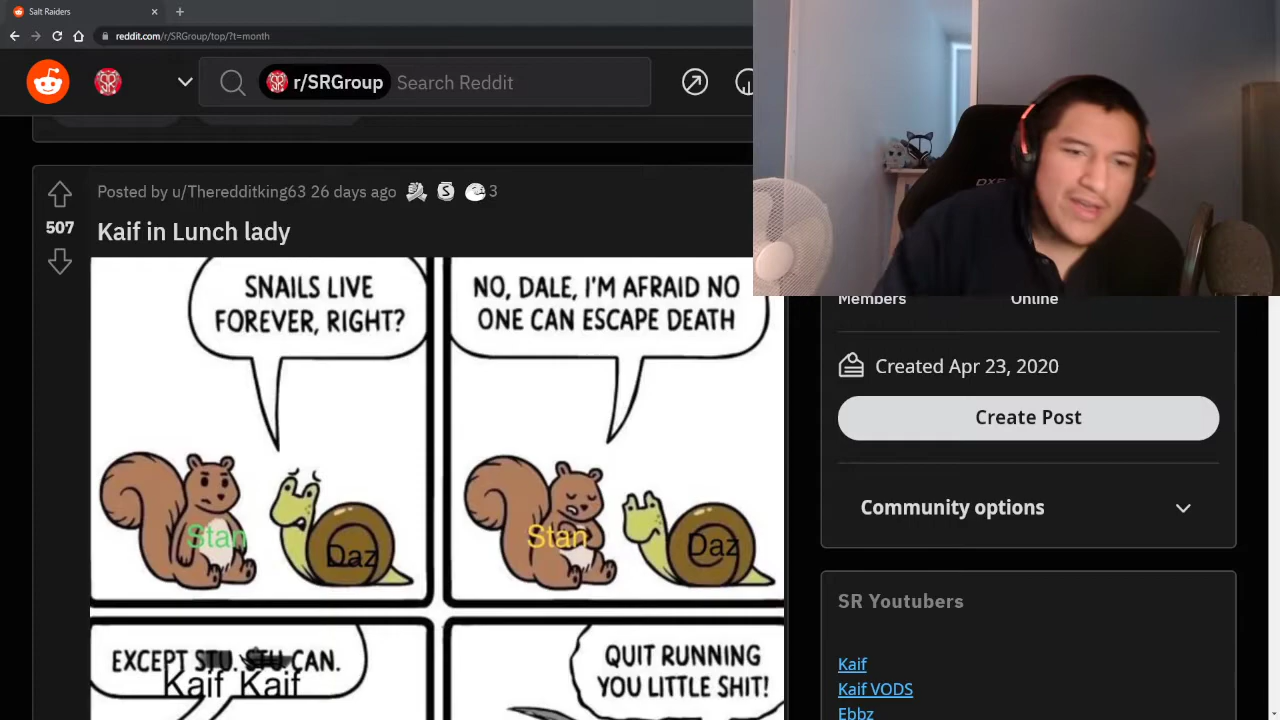 Salt Raiders
reddit.com/r/SRGroup/top/?t=month
r/SRGroup Search Reddit
Posted by u/Theredditking63 26 days ago 3
507
Kaif in Lunch lady
SNAILS LIVE
FOREVER, RIGHT?
NO, DALE, I'M AFRAID NO
ONE CAN ESCAPE DEATH
Stan
Daz
Stan
Daz
EXCEPT STU. STU CAN.
Kaif Kaif
QUIT RUNNING
YOU LITTLE SHIT!
Members Online
Created Apr 23, 2020
Create Post
Community options
SR Youtubers
Kaif
Kaif VODS
Ebbz